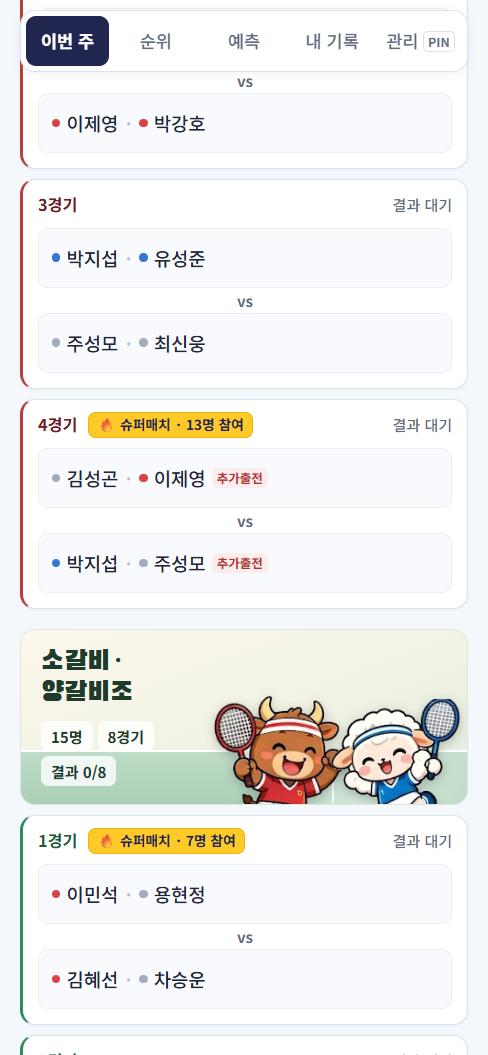 이번 주 순위 예측 내 기록 관리 PIN
vs
이제영 · 박강호
3경기 결과 대기
박지섭 · 유성준
vs
주성모 · 최신웅
4경기 슈퍼매치 · 13명 참여 결과 대기
김성곤 · 이제영 추가출전
vs
박지섭 · 주성모 추가출전
소갈비 ·
양갈비조
15명 8경기
결과 0/8
1경기 슈퍼매치 · 7명 참여 결과 대기
이민석 · 용현정
vs
김혜선 · 차승운